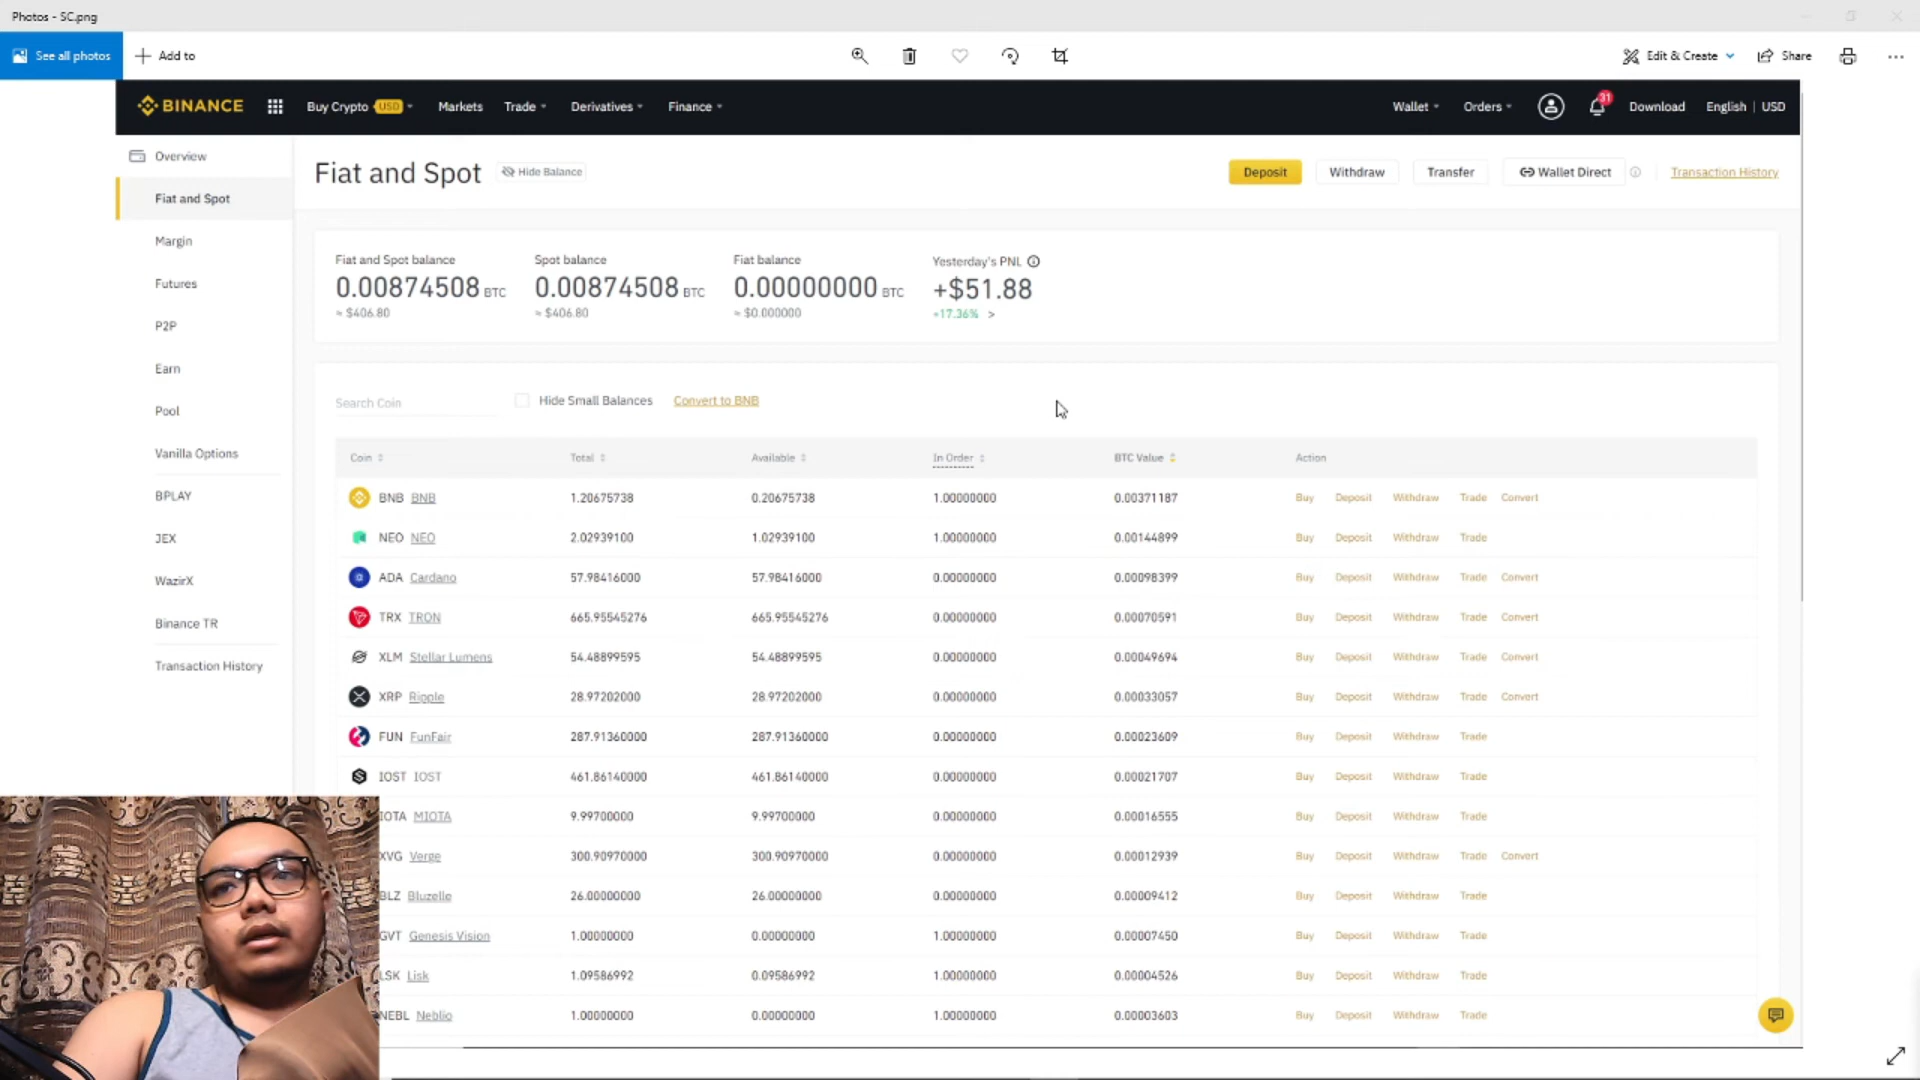 Photos - SC.png
See all photos
Add to
Edit & Create
Share
BINANCE
Buy Crypto USD
Markets
Trade
Derivatives
Finance
Wallet
Orders
31
Download
English | USD
Overview
Fiat and Spot
Margin
Futures
P2P
Earn
Pool
Vanilla Options
BPLAY
JEX
WazirX
Binance TR
Transaction History
Fiat and Spot
Hide Balance
Deposit
Withdraw
Transfer
Wallet Direct
Transaction History
Fiat and Spot balance
0.00874508 BTC
≈ $406.80
Spot balance
0.00874508 BTC
≈ $406.80
Fiat balance
0.00000000 BTC
≈ $0.000000
Yesterday's PNL
+$51.88
+17.36% >
Search Coin
Hide Small Balances
Convert to BNB
Coin Total Available In Order BTC Value Action
BNB BNB 1.20675738 0.20675738 1.00000000 0.00371187 Buy Deposit Withdraw Trade Convert
NEO NEO 2.02939100 1.02939100 1.00000000 0.00144899 Buy Deposit Withdraw Trade
ADA Cardano 57.98416000 57.98416000 0.00000000 0.00098399 Buy Deposit Withdraw Trade Convert
TRX TRON 665.95545276 665.95545276 0.00000000 0.00070591 Buy Deposit Withdraw Trade Convert
XLM Stellar Lumens 54.48899595 54.48899595 0.00000000 0.00049694 Buy Deposit Withdraw Trade Convert
XRP Ripple 28.97202000 28.97202000 0.00000000 0.00033057 Buy Deposit Withdraw Trade Convert
FUN FunFair 287.91360000 287.91360000 0.00000000 0.00023609 Buy Deposit Withdraw Trade
IOST IOST 461.86140000 461.86140000 0.00000000 0.00021707 Buy Deposit Withdraw Trade
IOTA MIOTA 9.99700000 9.99700000 0.00000000 0.00016555 Buy Deposit Withdraw Trade
XVG Verge 300.90970000 300.90970000 0.00000000 0.00012939 Buy Deposit Withdraw Trade Convert
BLZ Bluzelle 26.00000000 26.00000000 0.00000000 0.00009412 Buy Deposit Withdraw Trade
GVT Genesis Vision 1.00000000 0.00000000 1.00000000 0.00007450 Buy Deposit Withdraw Trade
LSK Lisk 1.09586992 0.09586992 1.00000000 0.00004526 Buy Deposit Withdraw Trade
NEBL Neblio 1.00000000 0.00000000 1.00000000 0.00003603 Buy Deposit Withdraw Trade